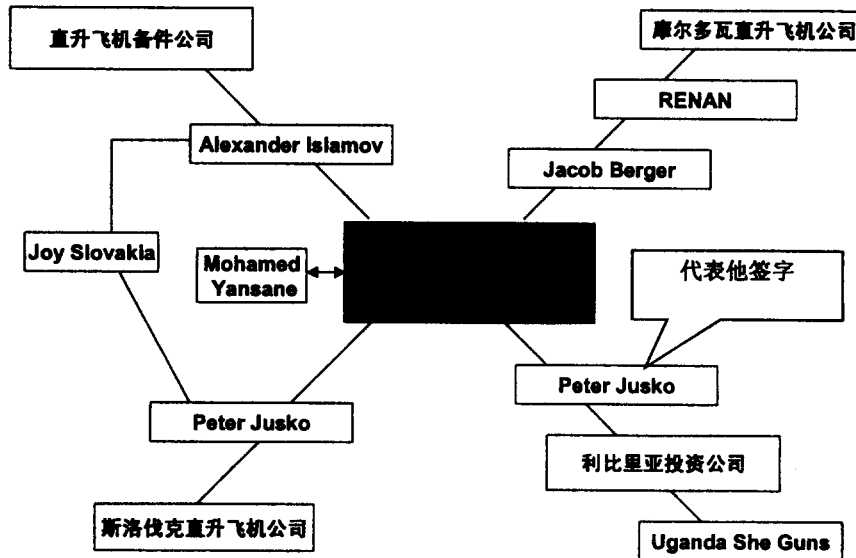 直升飞机备件公司
摩尔多瓦直升飞机公司
RENAN
Alexander Islamov
Jacob Berger
Joy Slovakia
Mohamed
Yansane
代表他签字
Peter Jusko
Peter Jusko
利比里亚投资公司
斯洛伐克直升飞机公司
Uganda She Guns